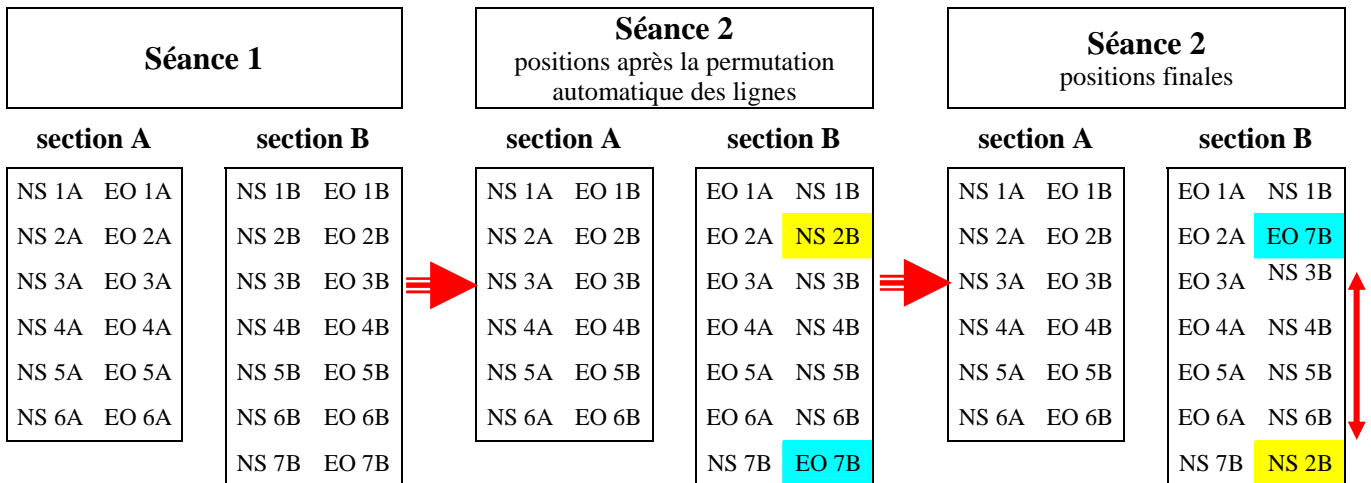 Séance 1
Séance 2
positions après la permutation
automatique des lignes
Séance 2
positions finales
section A section B section A section B section A section B
NS 1A EO 1A NS 1B EO 1B NS 1A EO 1B EO 1A NS 1B NS 1A EO 1B EO 1A NS 1B
NS 2A EO 2A NS 2B EO 2B NS 2A EO 2B EO 2A NS 2B NS 2A EO 2B EO 2A EO 7B
NS 3A EO 3A NS 3B EO 3B NS 3A EO 3B EO 3A NS 3B NS 3A EO 3B EO 3A NS 3B
NS 4A EO 4A NS 4B EO 4B NS 4A EO 4B EO 4A NS 4B NS 4A EO 4B EO 4A NS 4B
NS 5A EO 5A NS 5B EO 5B NS 5A EO 5B EO 5A NS 5B NS 5A EO 5B EO 5A NS 5B
NS 6A EO 6A NS 6B EO 6B NS 6A EO 6B EO 6A NS 6B NS 6A EO 6B EO 6A NS 6B
NS 7B EO 7B NS 7B EO 7B NS 7B NS 2B